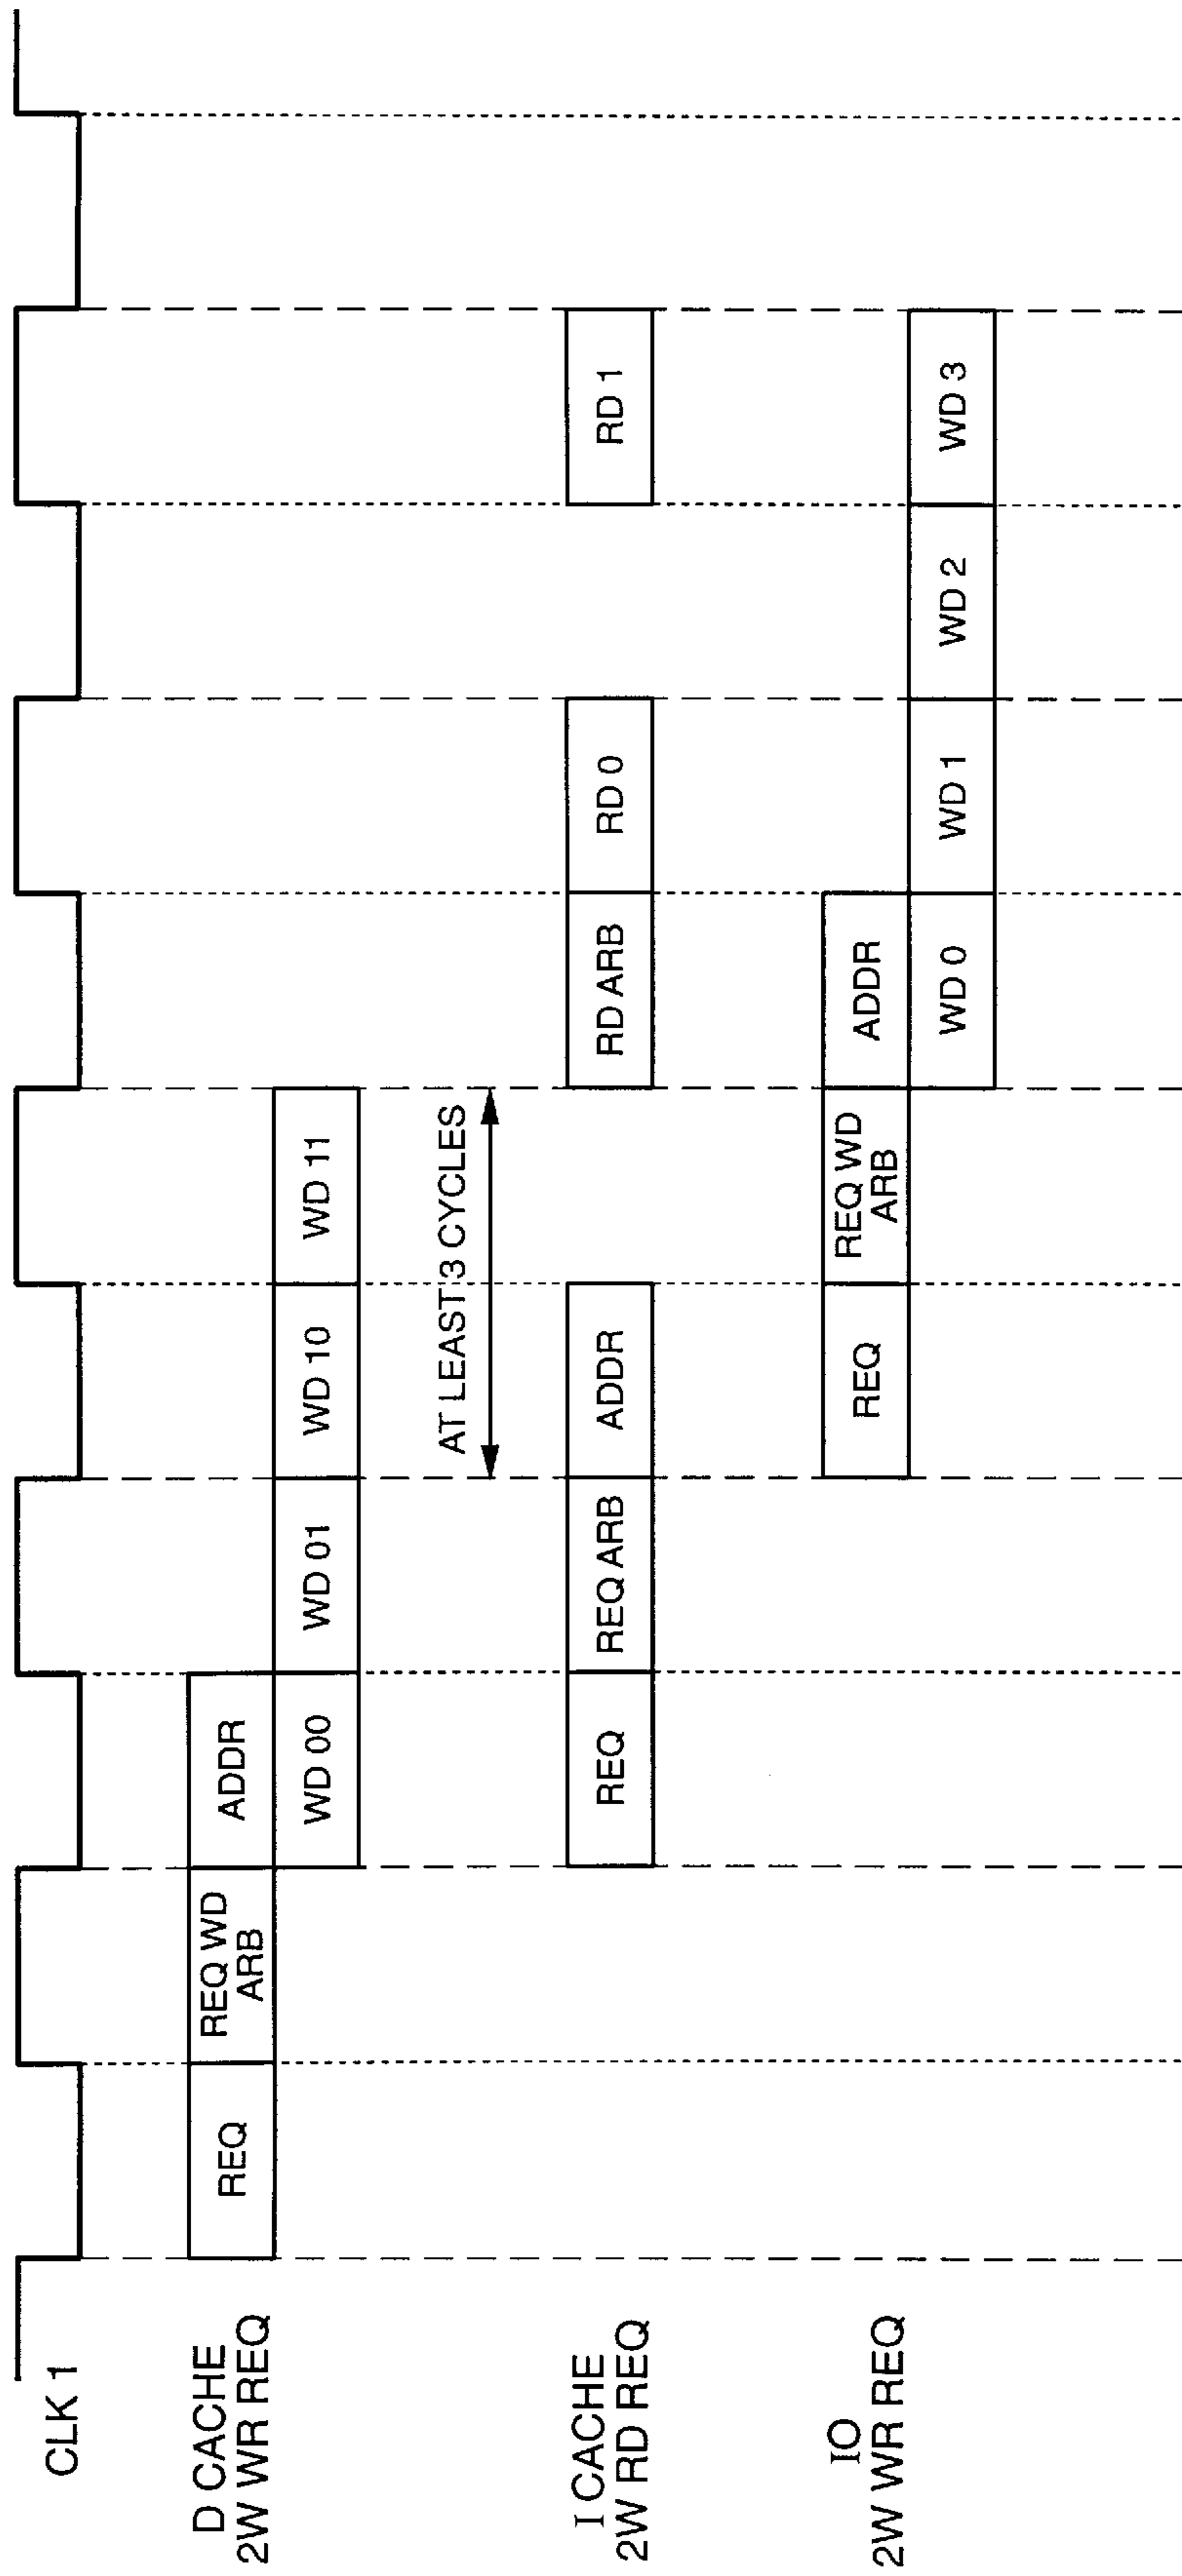 CLK 1
D CACHE
2W WR REQ
REQ
REQ WD
ARB
ADDR
WD 00
WD 01
WD 10
WD 11
AT LEAST 3 CYCLES
I CACHE
2W RD REQ
REQ
REQ ARB
ADDR
RD ARB
RD 0
RD 1
IO
2W WR REQ
REQ
REQ WD
ARB
ADDR
WD 0
WD 1
WD 2
WD 3